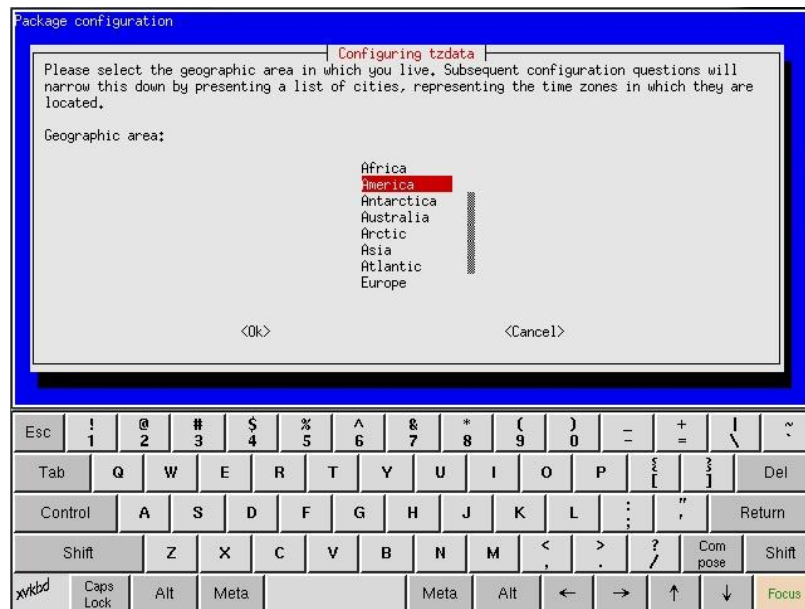 Package configuration
Configuring tzdata
Please select the geographic area in which you live. Subsequent configuration questions will
narrow this down by presenting a list of cities, representing the time zones in which they are
located.
Geographic area:
Africa
America
Antarctica
Australia
Arctic
Asia
Atlantic
Europe
<Ok> <Cancel>
Esc ! 1 @ 2 # 3 $ 4 % 5 ^ 6 & 7 * 8 ( 9 ) 0 _ - + = | \ ~ `
Tab Q W E R T Y U I O P { [ } ] Del
Control A S D F G H J K L : ; " ' Return
Shift Z X C V B N M < , > . ? / Com pose Shift
xvkbd Caps Lock Alt Meta Meta Alt ← → ↑ ↓ Focus